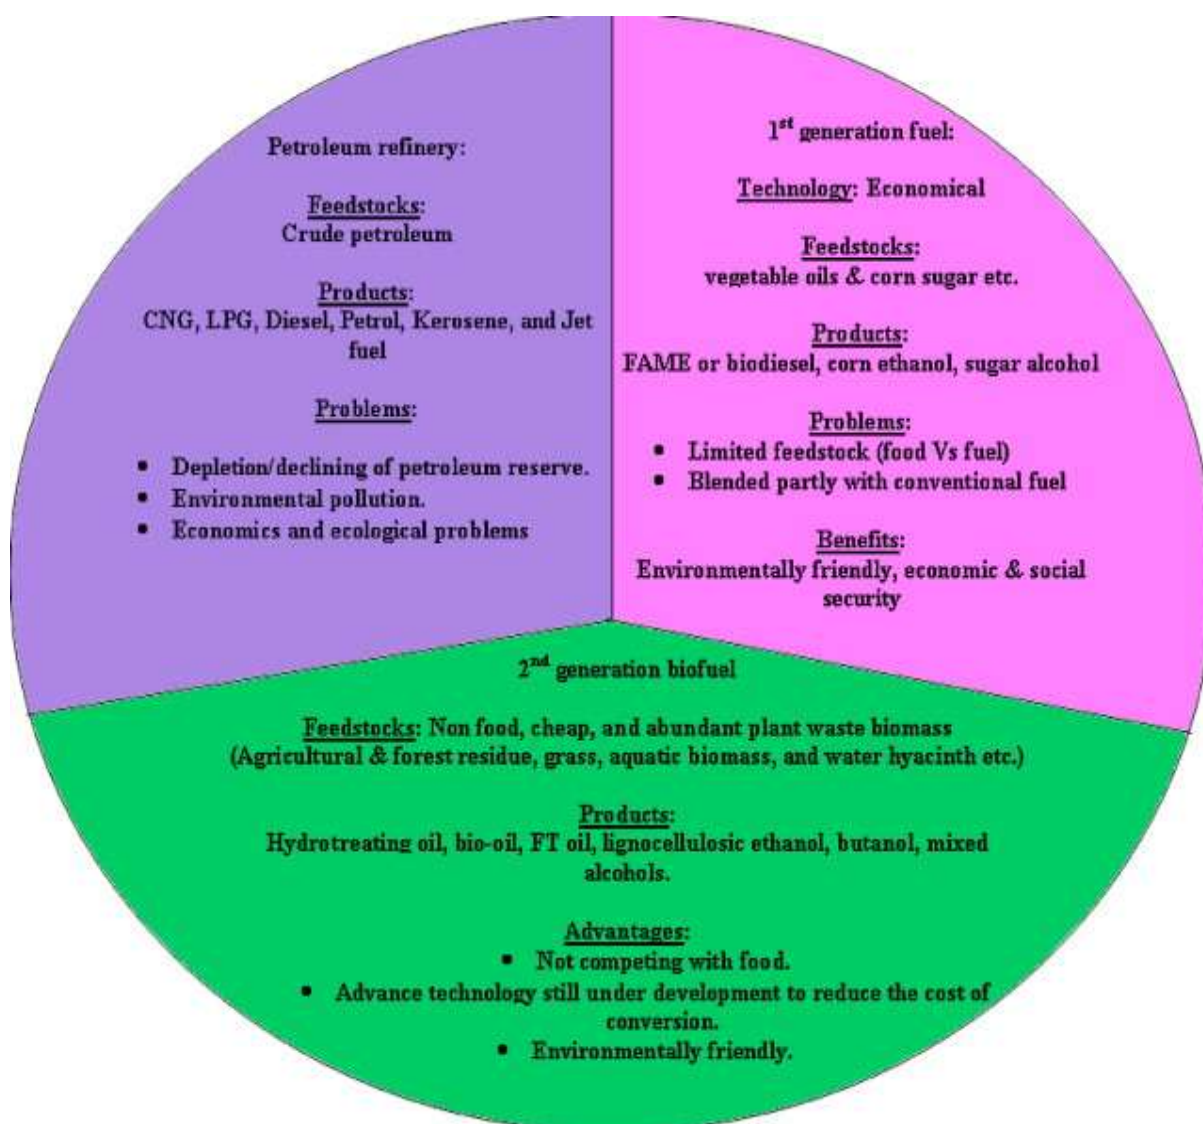 Petroleum refinery:
Feedstocks:
Crude petroleum
Products:
CNG, LPG, Diesel, Petrol, Kerosene, and Jet
fuel
Problems:
• Depletion/declining of petroleum reserve.
• Environmental pollution.
• Economics and ecological problems
1st generation fuel:
Technology: Economical
Feedstocks:
vegetable oils & corn sugar etc.
Products:
FAME or biodiesel, corn ethanol, sugar alcohol
Problems:
• Limited feedstock (food Vs fuel)
• Blended partly with conventional fuel
Benefits:
Environmentally friendly, economic & social
security
2nd generation biofuel
Feedstocks: Non food, cheap, and abundant plant waste biomass
(Agricultural & forest residue, grass, aquatic biomass, and water hyacinth etc.)
Products:
Hydrotreating oil, bio-oil, FT oil, lignocellulosic ethanol, butanol, mixed
alcohols.
Advantages:
• Not competing with food.
• Advance technology still under development to reduce the cost of
conversion.
• Environmentally friendly.